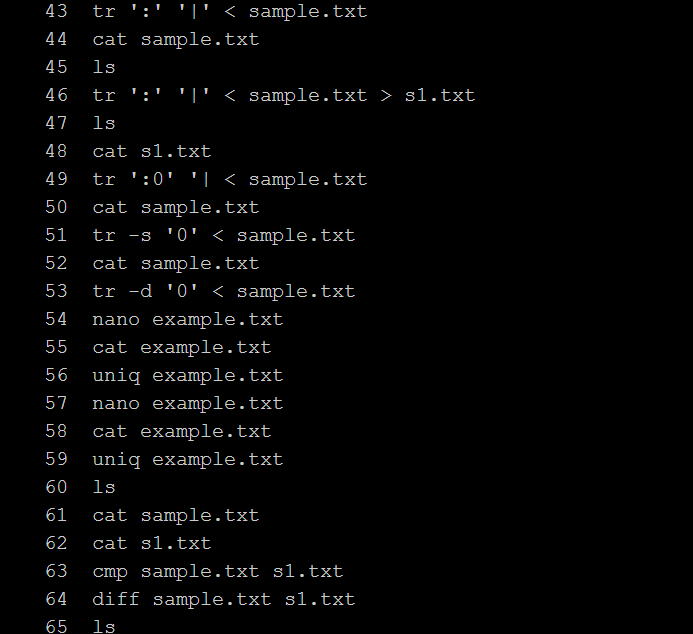 43 tr ':' '|' < sample.txt
44 cat sample.txt
45 ls
46 tr ':' '|' < sample.txt > s1.txt
47 ls
48 cat s1.txt
49 tr ':0' '| < sample.txt
50 cat sample.txt
51 tr -s '0' < sample.txt
52 cat sample.txt
53 tr -d '0' < sample.txt
54 nano example.txt
55 cat example.txt
56 uniq example.txt
57 nano example.txt
58 cat example.txt
59 uniq example.txt
60 ls
61 cat sample.txt
62 cat s1.txt
63 cmp sample.txt s1.txt
64 diff sample.txt s1.txt
65 ls